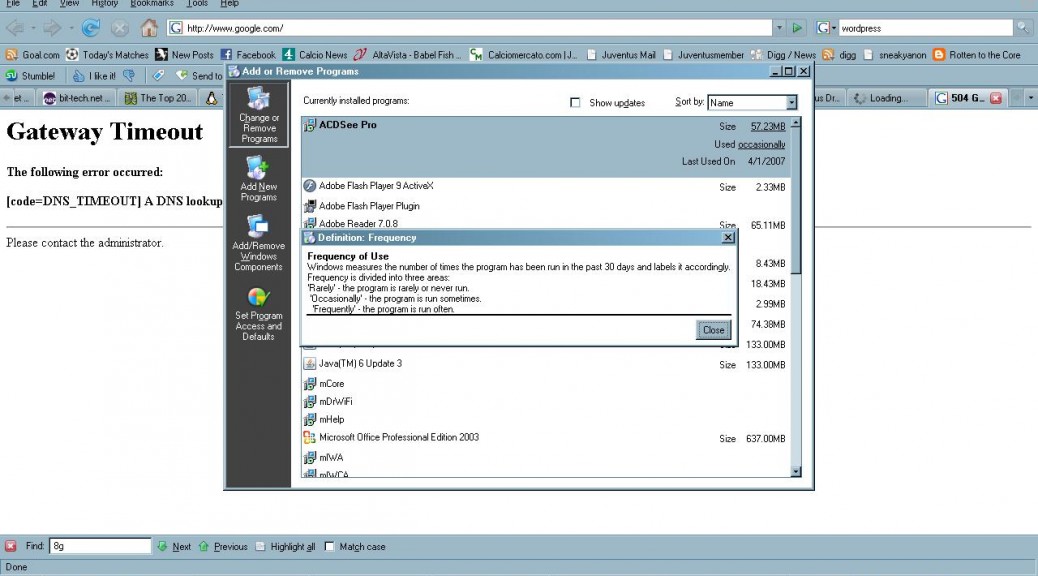 File Edit View History Bookmarks Tools Help
http://www.google.com/
wordpress
Goal.com Today's Matches New Posts Facebook Calcio News AltaVista - Babel Fish ... Calciomercato.com | J... Juventus Mail Juventusmember Digg / News digg sneakyanon Rotten to the Core
Stumble! I like it! Send to
et ... bit-tech.net ... The Top 20... us Dr... Loading... 504 G...
Gateway Timeout
The following error occurred:
[code=DNS_TIMEOUT] A DNS lookup
Please contact the administrator.
Add or Remove Programs
Change or
Remove
Programs
Add New
Programs
Add/Remove
Windows
Components
Set Program
Access and
Defaults
Currently installed programs:
Show updates
Sort by: Name
ACDSee Pro Size 57.23MB
Used occasionally
Last Used On 4/1/2007
Adobe Flash Player 9 ActiveX Size 2.33MB
Adobe Flash Player Plugin
Adobe Reader 7.0.8 Size 65.11MB
Definition: Frequency
Frequency of Use
Windows measures the number of times the program has been run in the past 30 days and labels it accordingly.
Frequency is divided into three areas:
'Rarely' - the program is rarely or never run.
'Occasionally' - the program is run sometimes.
'Frequently' - the program is run often.
Close
8.43MB
18.43MB
2.99MB
74.38MB
133.00MB
Java(TM) 6 Update 3 Size 133.00MB
mCore
mDrWiFi
mHelp
Microsoft Office Professional Edition 2003 Size 637.00MB
mIWA
mIWCA
Find: 8g Next Previous Highlight all Match case
Done